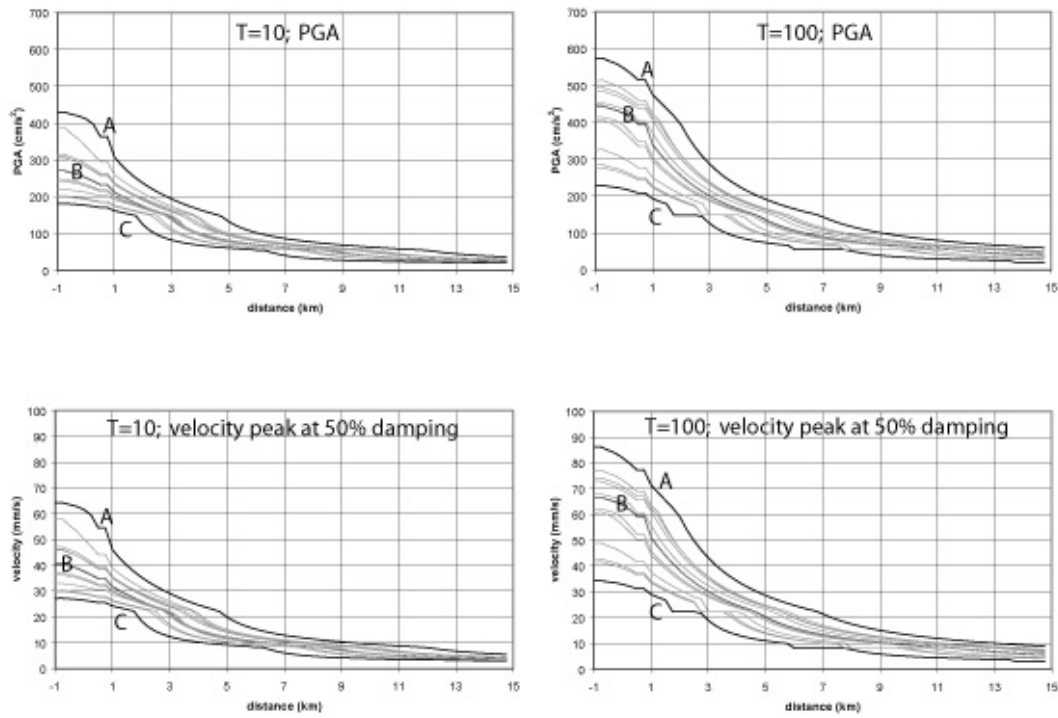 T=10; PGA
700
600
500
400
300
200
100
0
PGA (cm/s²)
A
B
C
-1 1 3 5 7 9 11 13 15
distance (km)
T=100; PGA
700
600
500
400
300
200
100
0
PGA (cm/s²)
A
B
C
-1 1 3 5 7 9 11 13 15
distance (km)
T=10; velocity peak at 50% damping
100
90
80
70
60
50
40
30
20
10
0
velocity (mm/s)
A
B
C
-1 1 3 5 7 9 11 13 15
distance (km)
T=100; velocity peak at 50% damping
100
90
80
70
60
50
40
30
20
10
0
velocity (mm/s)
A
B
C
-1 1 3 5 7 9 11 13 15
distance (km)